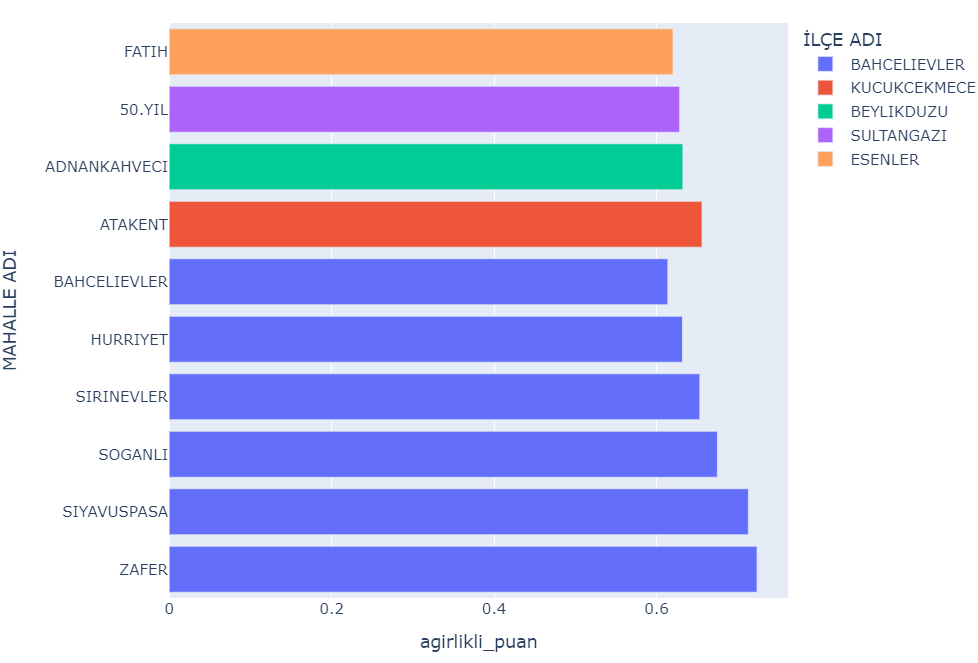 MAHALLE ADI
FATIH
50.YIL
ADNANKAHVECI
ATAKENT
BAHCELIEVLER
HURRIYET
SIRINEVLER
SOGANLI
SIYAVUSPASA
ZAFER
0 0.2 0.4 0.6
agirlikli_puan
İLÇE ADI
BAHCELIEVLER
KUCUKCEKMECE
BEYLIKDUZU
SULTANGAZI
ESENLER